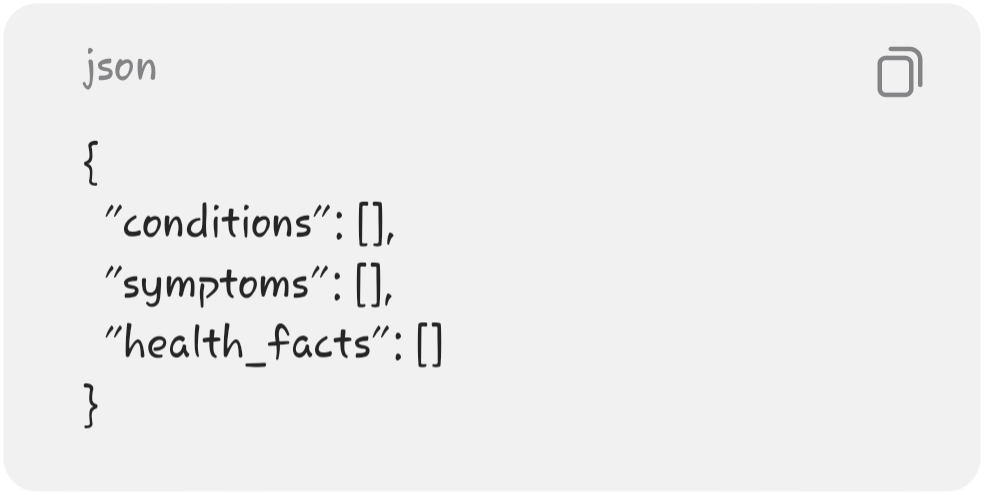 json
{
"conditions": [],
"symptoms": [],
"health_facts": []
}